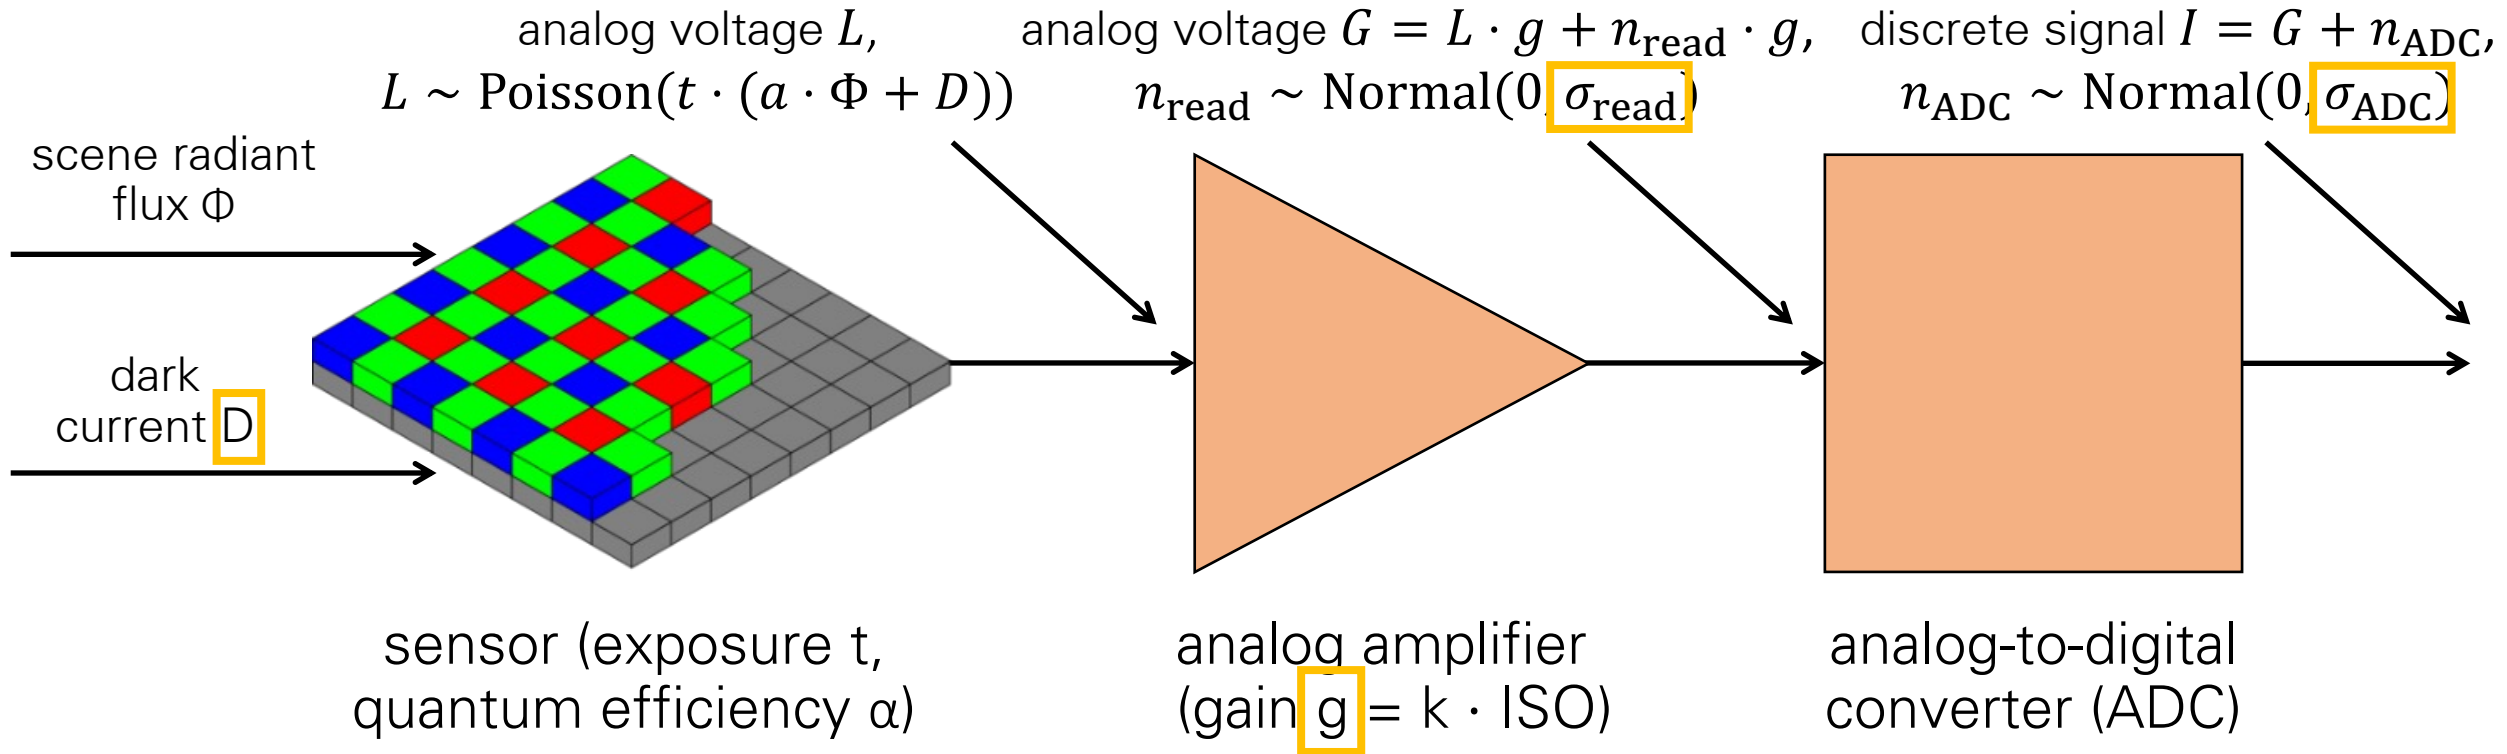 analog voltage L,
L ~ Poisson(t · (a · Φ + D))
analog voltage G = L · g + n_read · g,
n_read ~ Normal(0, σ_read)
discrete signal I = G + n_ADC,
n_ADC ~ Normal(0, σ_ADC)
scene radiant
flux Φ
dark
current D
sensor (exposure t,
quantum efficiency α)
analog amplifier
(gain g = k · ISO)
analog-to-digital
converter (ADC)